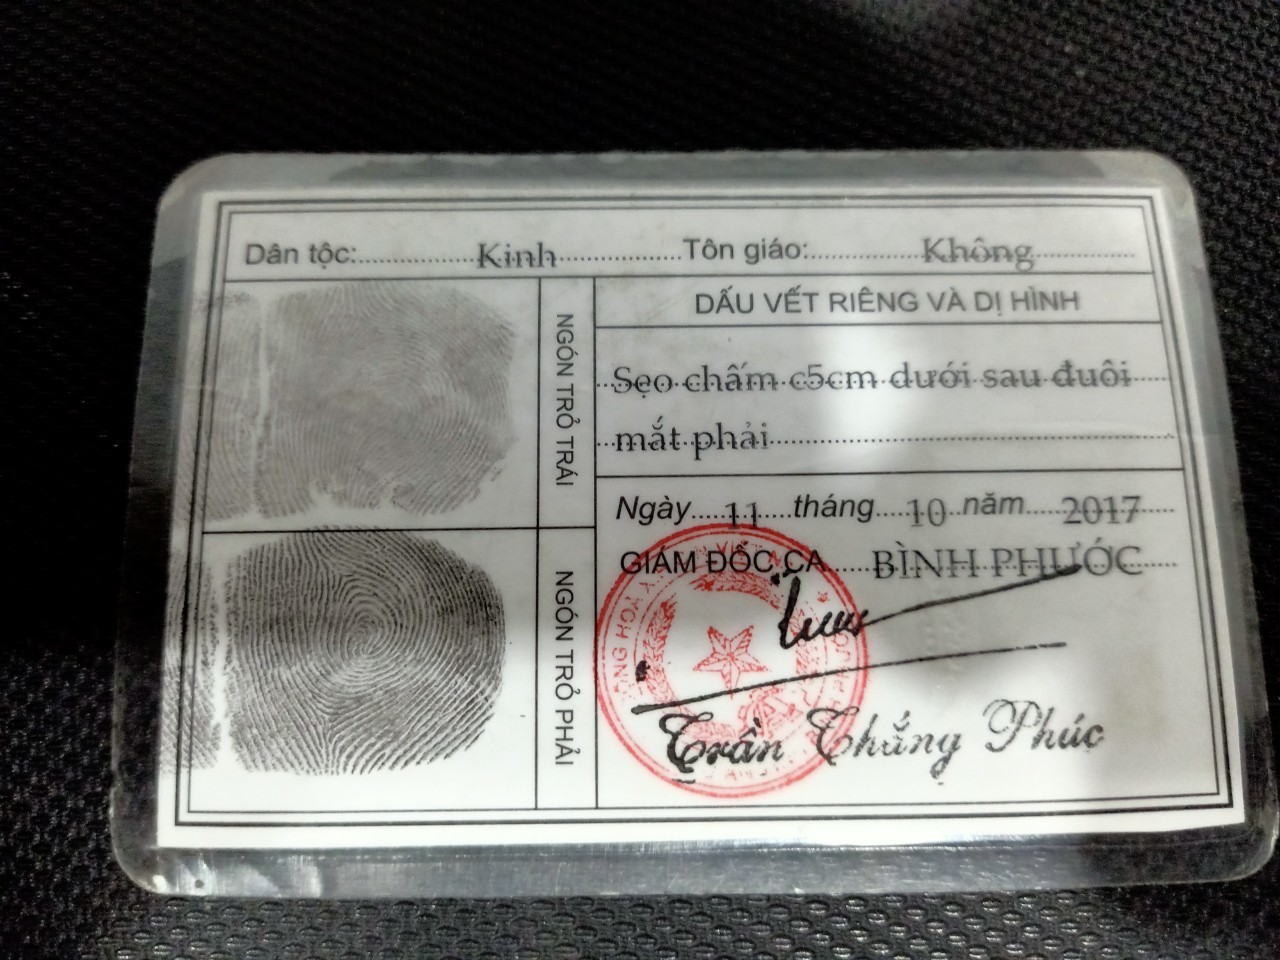 Dân tộc: Kinh Tôn giáo: Không
NGÓN TRỎ TRÁI
DẤU VẾT RIÊNG VÀ DỊ HÌNH
Sẹo chấm c5cm dưới sau đuôi
mắt phải
NGÓN TRỎ PHẢI
Ngày 11 tháng 10 năm 2017
GIÁM ĐỐC CA BÌNH PHƯỚC
Trần Thắng Phúc